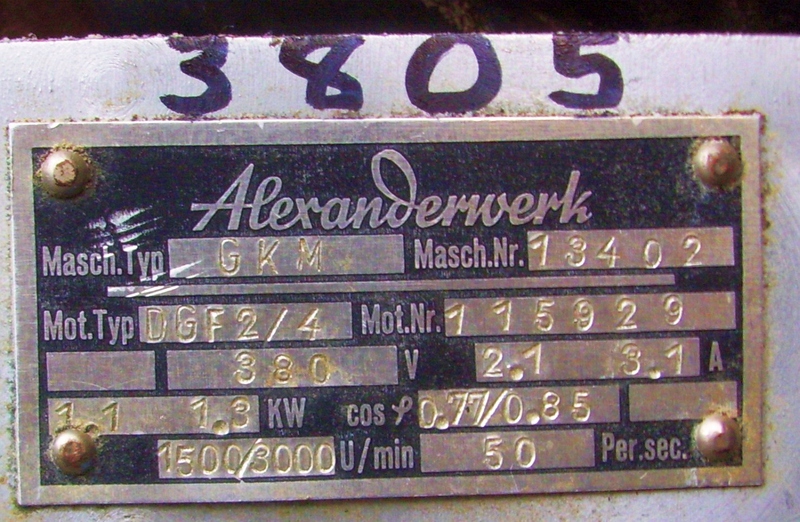 3805
Alexanderwerk
Masch.Typ GKM Masch.Nr. 13402
Mot.Typ DGF2/4 Mot.Nr. 115929
380 V 2.1 3.1 A
1.1 1.3 KW cos φ 0.77/0.85
1500/3000 U/min 50 Per.sec.